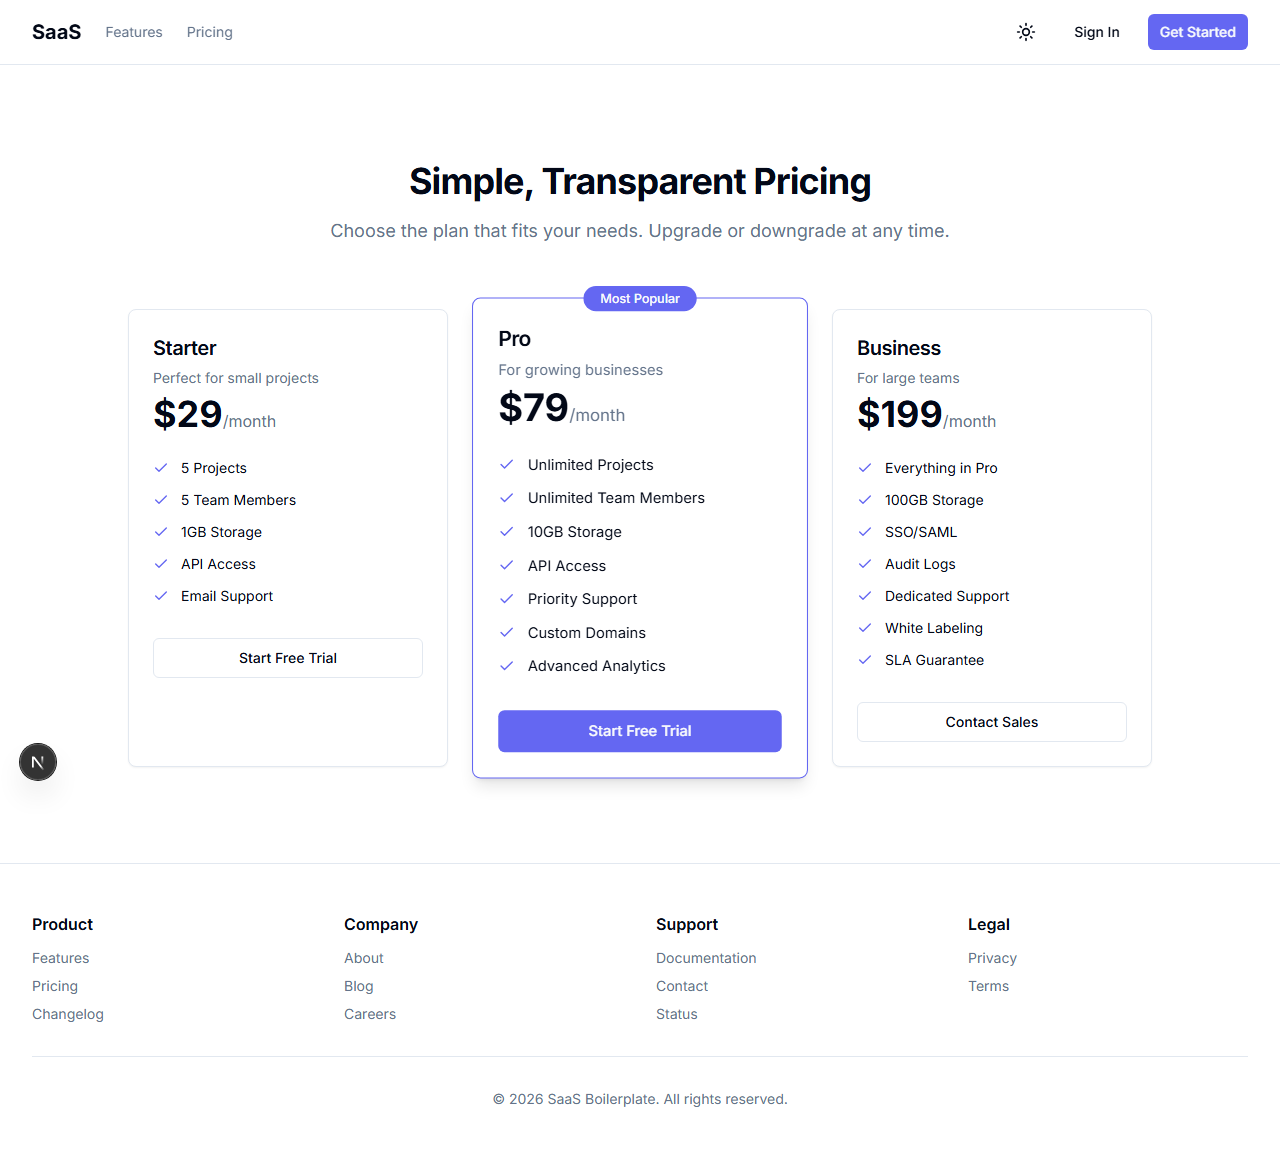 SaaS
Features
Pricing
Sign In
Get Started
Simple, Transparent Pricing
Choose the plan that fits your needs. Upgrade or downgrade at any time.
Starter
Perfect for small projects
$29/month
5 Projects
5 Team Members
1GB Storage
API Access
Email Support
Start Free Trial
Most Popular
Pro
For growing businesses
$79/month
Unlimited Projects
Unlimited Team Members
10GB Storage
API Access
Priority Support
Custom Domains
Advanced Analytics
Start Free Trial
Business
For large teams
$199/month
Everything in Pro
100GB Storage
SSO/SAML
Audit Logs
Dedicated Support
White Labeling
SLA Guarantee
Contact Sales
N
Product
Features
Pricing
Changelog
Company
About
Blog
Careers
Support
Documentation
Contact
Status
Legal
Privacy
Terms
© 2026 SaaS Boilerplate. All rights reserved.